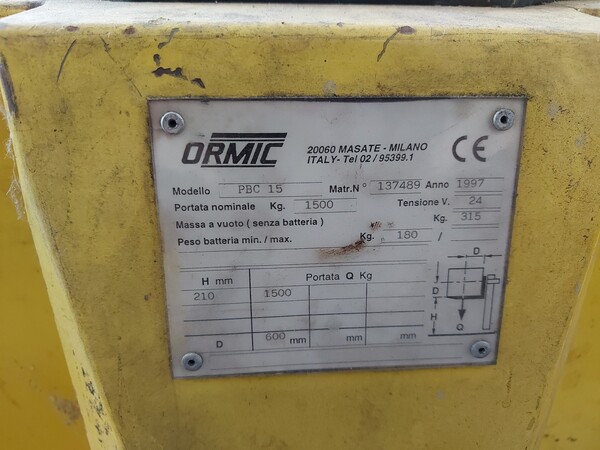 ORMIC
20060 MASATE - MILANO
ITALY- Tel 02 / 95399.1
CE
Modello PBC 15 Matr.N° 137489 Anno 1997
Portata nominale Kg. 1500 Tensione V. 24
Massa a vuoto ( senza batteria ) Kg. 315
Peso batteria min. / max. Kg. 180 /
H mm Portata Q Kg
210 1500
D 600 mm mm mm
D
D
H
Q